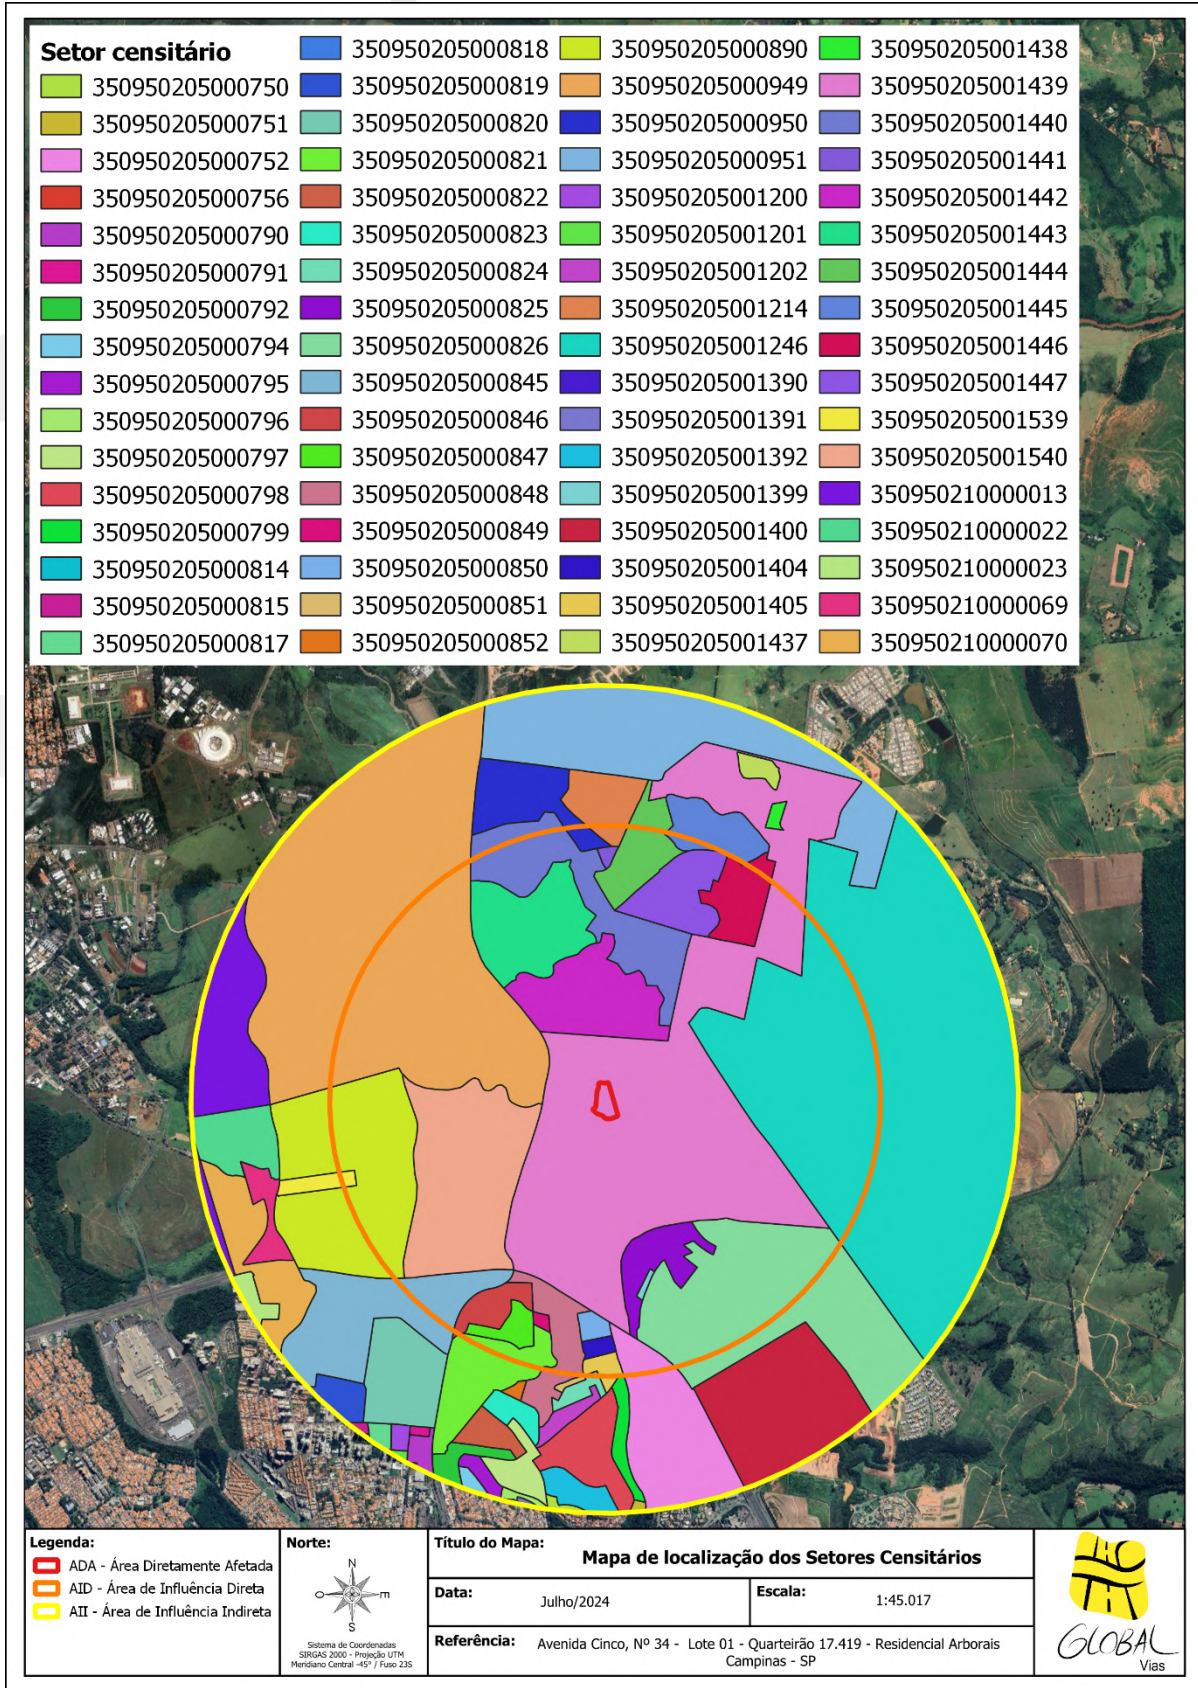 Setor censitário
350950205000750
350950205000751
350950205000752
350950205000756
350950205000790
350950205000791
350950205000792
350950205000794
350950205000795
350950205000796
350950205000797
350950205000798
350950205000799
350950205000814
350950205000815
350950205000817
350950205000818
350950205000819
350950205000820
350950205000821
350950205000822
350950205000823
350950205000824
350950205000825
350950205000826
350950205000845
350950205000846
350950205000847
350950205000848
350950205000849
350950205000850
350950205000851
350950205000852
350950205000890
350950205000949
350950205000950
350950205000951
350950205001200
350950205001201
350950205001202
350950205001214
350950205001246
350950205001390
350950205001391
350950205001392
350950205001399
350950205001400
350950205001404
350950205001405
350950205001437
350950205001438
350950205001439
350950205001440
350950205001441
350950205001442
350950205001443
350950205001444
350950205001445
350950205001446
350950205001447
350950205001539
350950205001540
350950210000013
350950210000022
350950210000023
350950210000069
350950210000070
Legenda:
ADA - Área Diretamente Afetada
AID - Área de Influência Direta
AII - Área de Influência Indireta
Norte:
N
O
E
S
Sistema de Coordenadas
SIRGAS 2000 - Projeção UTM
Meridiano Central -45° / Fuso 23S
Título do Mapa:
Mapa de localização dos Setores Censitários
Data:
Julho/2024
Escala:
1:45.017
Referência:
Avenida Cinco, Nº 34 - Lote 01 - Quarteirão 17.419 - Residencial Arborais
Campinas - SP
GLOBAL
Vias